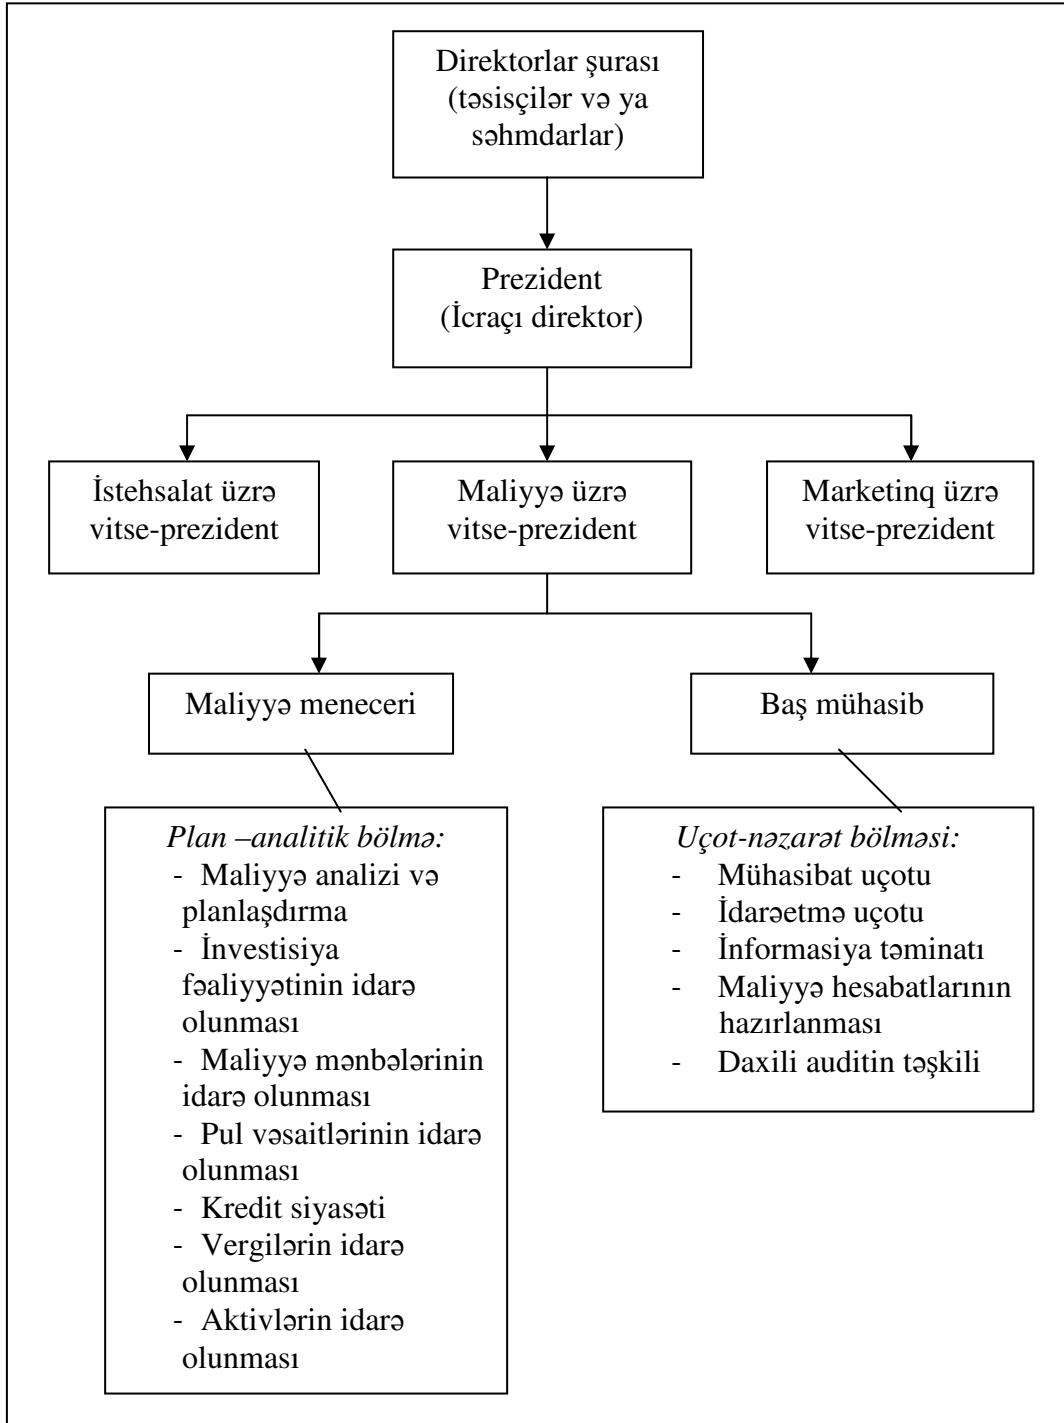 Direktorlar şurası
(təsisçilər və ya
səhmdarlar)
Prezident
(İcraçı direktor)
İstehsalat üzrə
vitse-prezident
Maliyyə üzrə
vitse-prezident
Marketinq üzrə
vitse-prezident
Maliyyə meneceri
Baş mühasib
Plan –analitik bölmə:
- Maliyyə analizi və
planlaşdırma
- İnvestisiya
fəaliyyətinin idarə
olunması
- Maliyyə mənbələrinin
idarə olunması
- Pul vəsaitlərinin idarə
olunması
- Kredit siyasəti
- Vergilərin idarə
olunması
- Aktivlərin idarə
olunması
Uçot-nəzarət bölməsi:
- Mühasibat uçotu
- İdarəetmə uçotu
- İnformasiya təminatı
- Maliyyə hesabatlarının
hazırlanması
- Daxili auditin təşkili